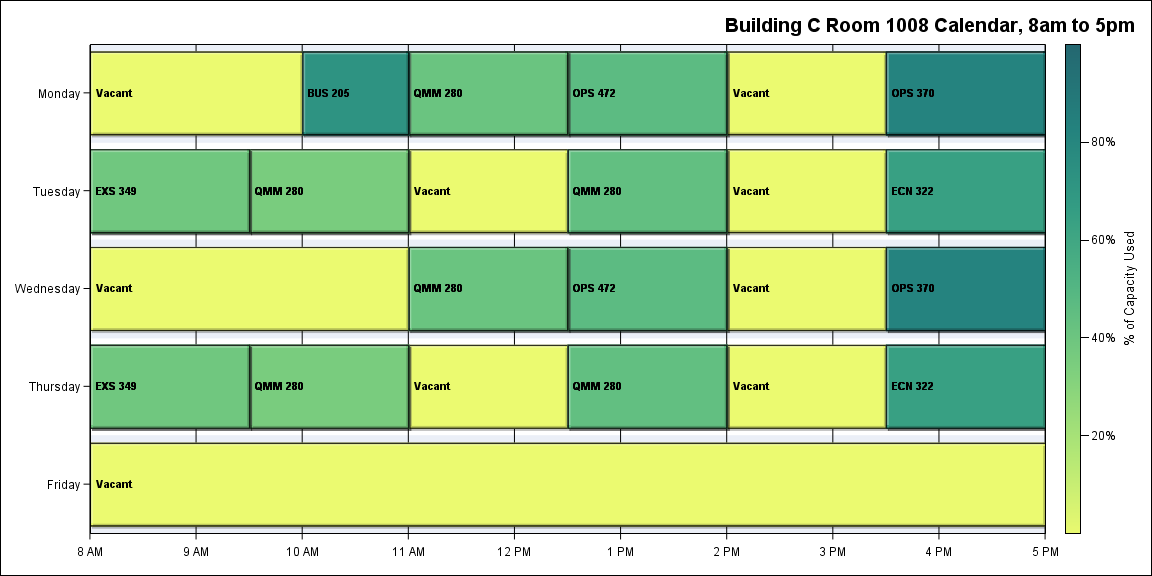 Building C Room 1008 Calendar, 8am to 5pm
Monday
Vacant
BUS 205
QMM 280
OPS 472
Vacant
OPS 370
Tuesday
EXS 349
QMM 280
Vacant
QMM 280
Vacant
ECN 322
Wednesday
Vacant
QMM 280
OPS 472
Vacant
OPS 370
Thursday
EXS 349
QMM 280
Vacant
QMM 280
Vacant
ECN 322
Friday
Vacant
8 AM
9 AM
10 AM
11 AM
12 PM
1 PM
2 PM
3 PM
4 PM
5 PM
80%
60%
40%
20%
% of Capacity Used